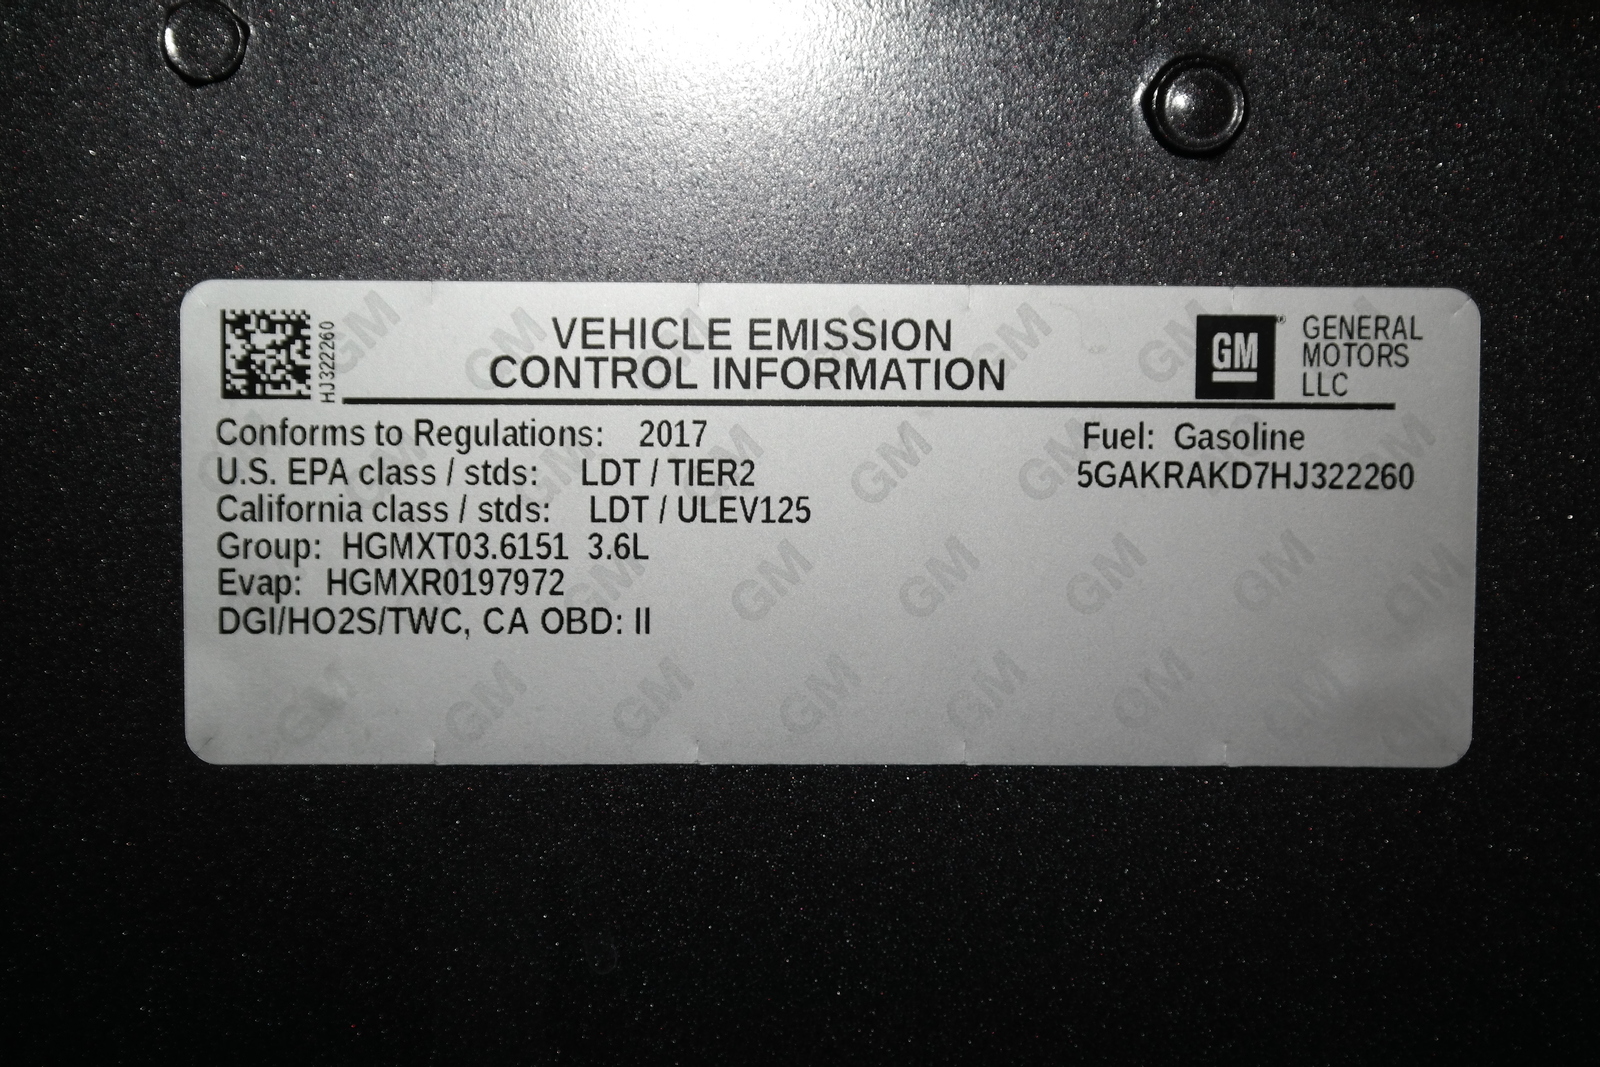 HJ322260
VEHICLE EMISSION
CONTROL INFORMATION
GM
GENERAL
MOTORS
LLC
Conforms to Regulations: 2017
U.S. EPA class / stds: LDT / TIER2
California class / stds: LDT / ULEV125
Group: HGMXT03.6151 3.6L
Evap: HGMXR0197972
DGI/HO2S/TWC, CA OBD: II
Fuel: Gasoline
5GAKRAKD7HJ322260